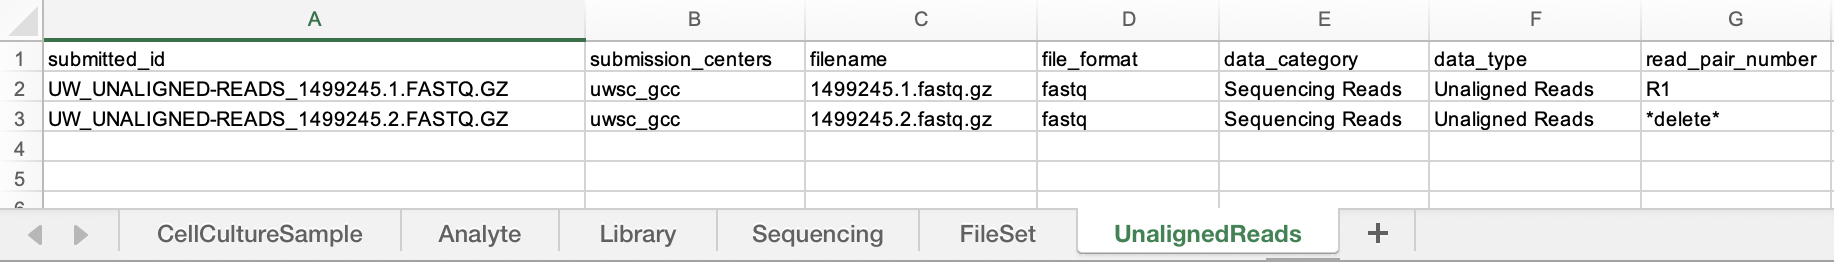 A B C D E F G
1 submitted_id submission_centers filename file_format data_category data_type read_pair_number
2 UW_UNALIGNED-READS_1499245.1.FASTQ.GZ uwsc_gcc 1499245.1.fastq.gz fastq Sequencing Reads Unaligned Reads R1
3 UW_UNALIGNED-READS_1499245.2.FASTQ.GZ uwsc_gcc 1499245.2.fastq.gz fastq Sequencing Reads Unaligned Reads *delete*
4
5
6
CellCultureSample Analyte Library Sequencing FileSet UnalignedReads +